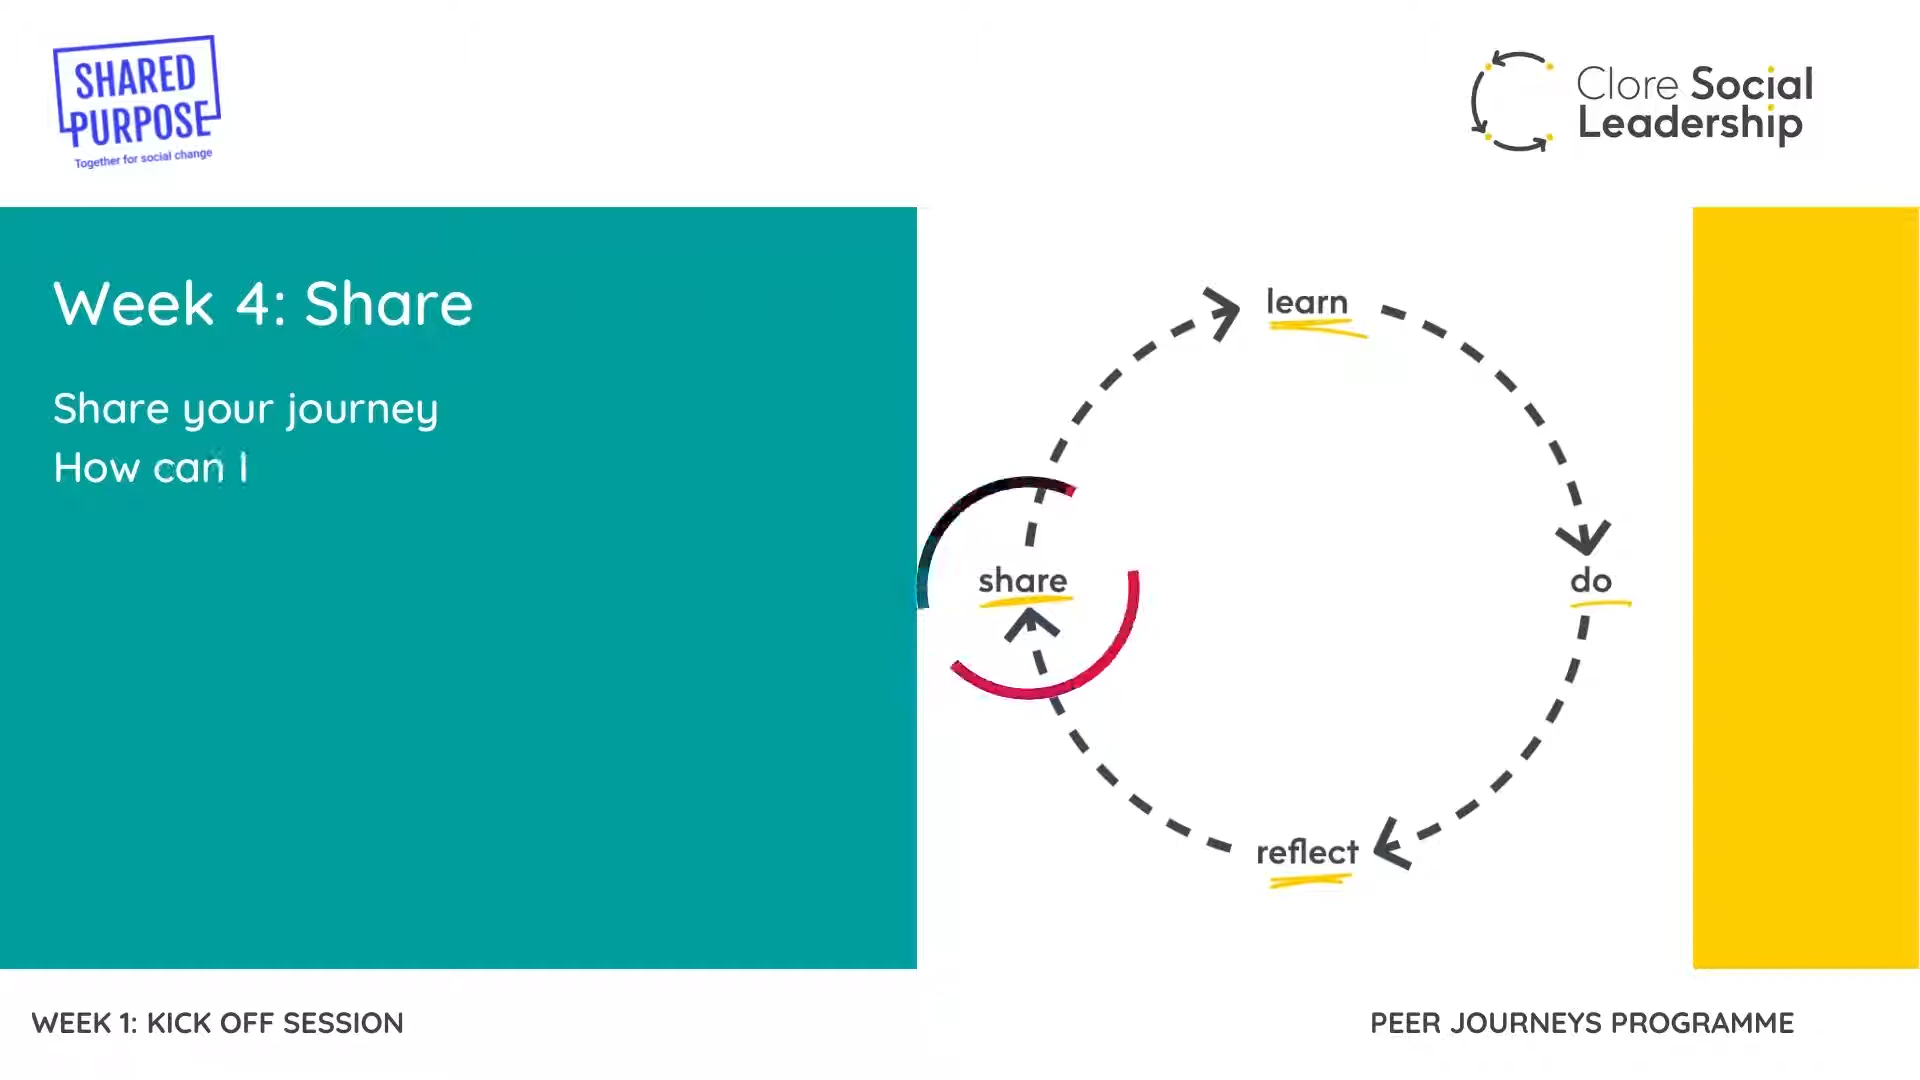 SHARED
PURPOSE
Together for social change
Clore Social
Leadership
Week 4: Share
Share your journey
How can I
learn
share
do
reflect
WEEK 1: KICK OFF SESSION
PEER JOURNEYS PROGRAMME